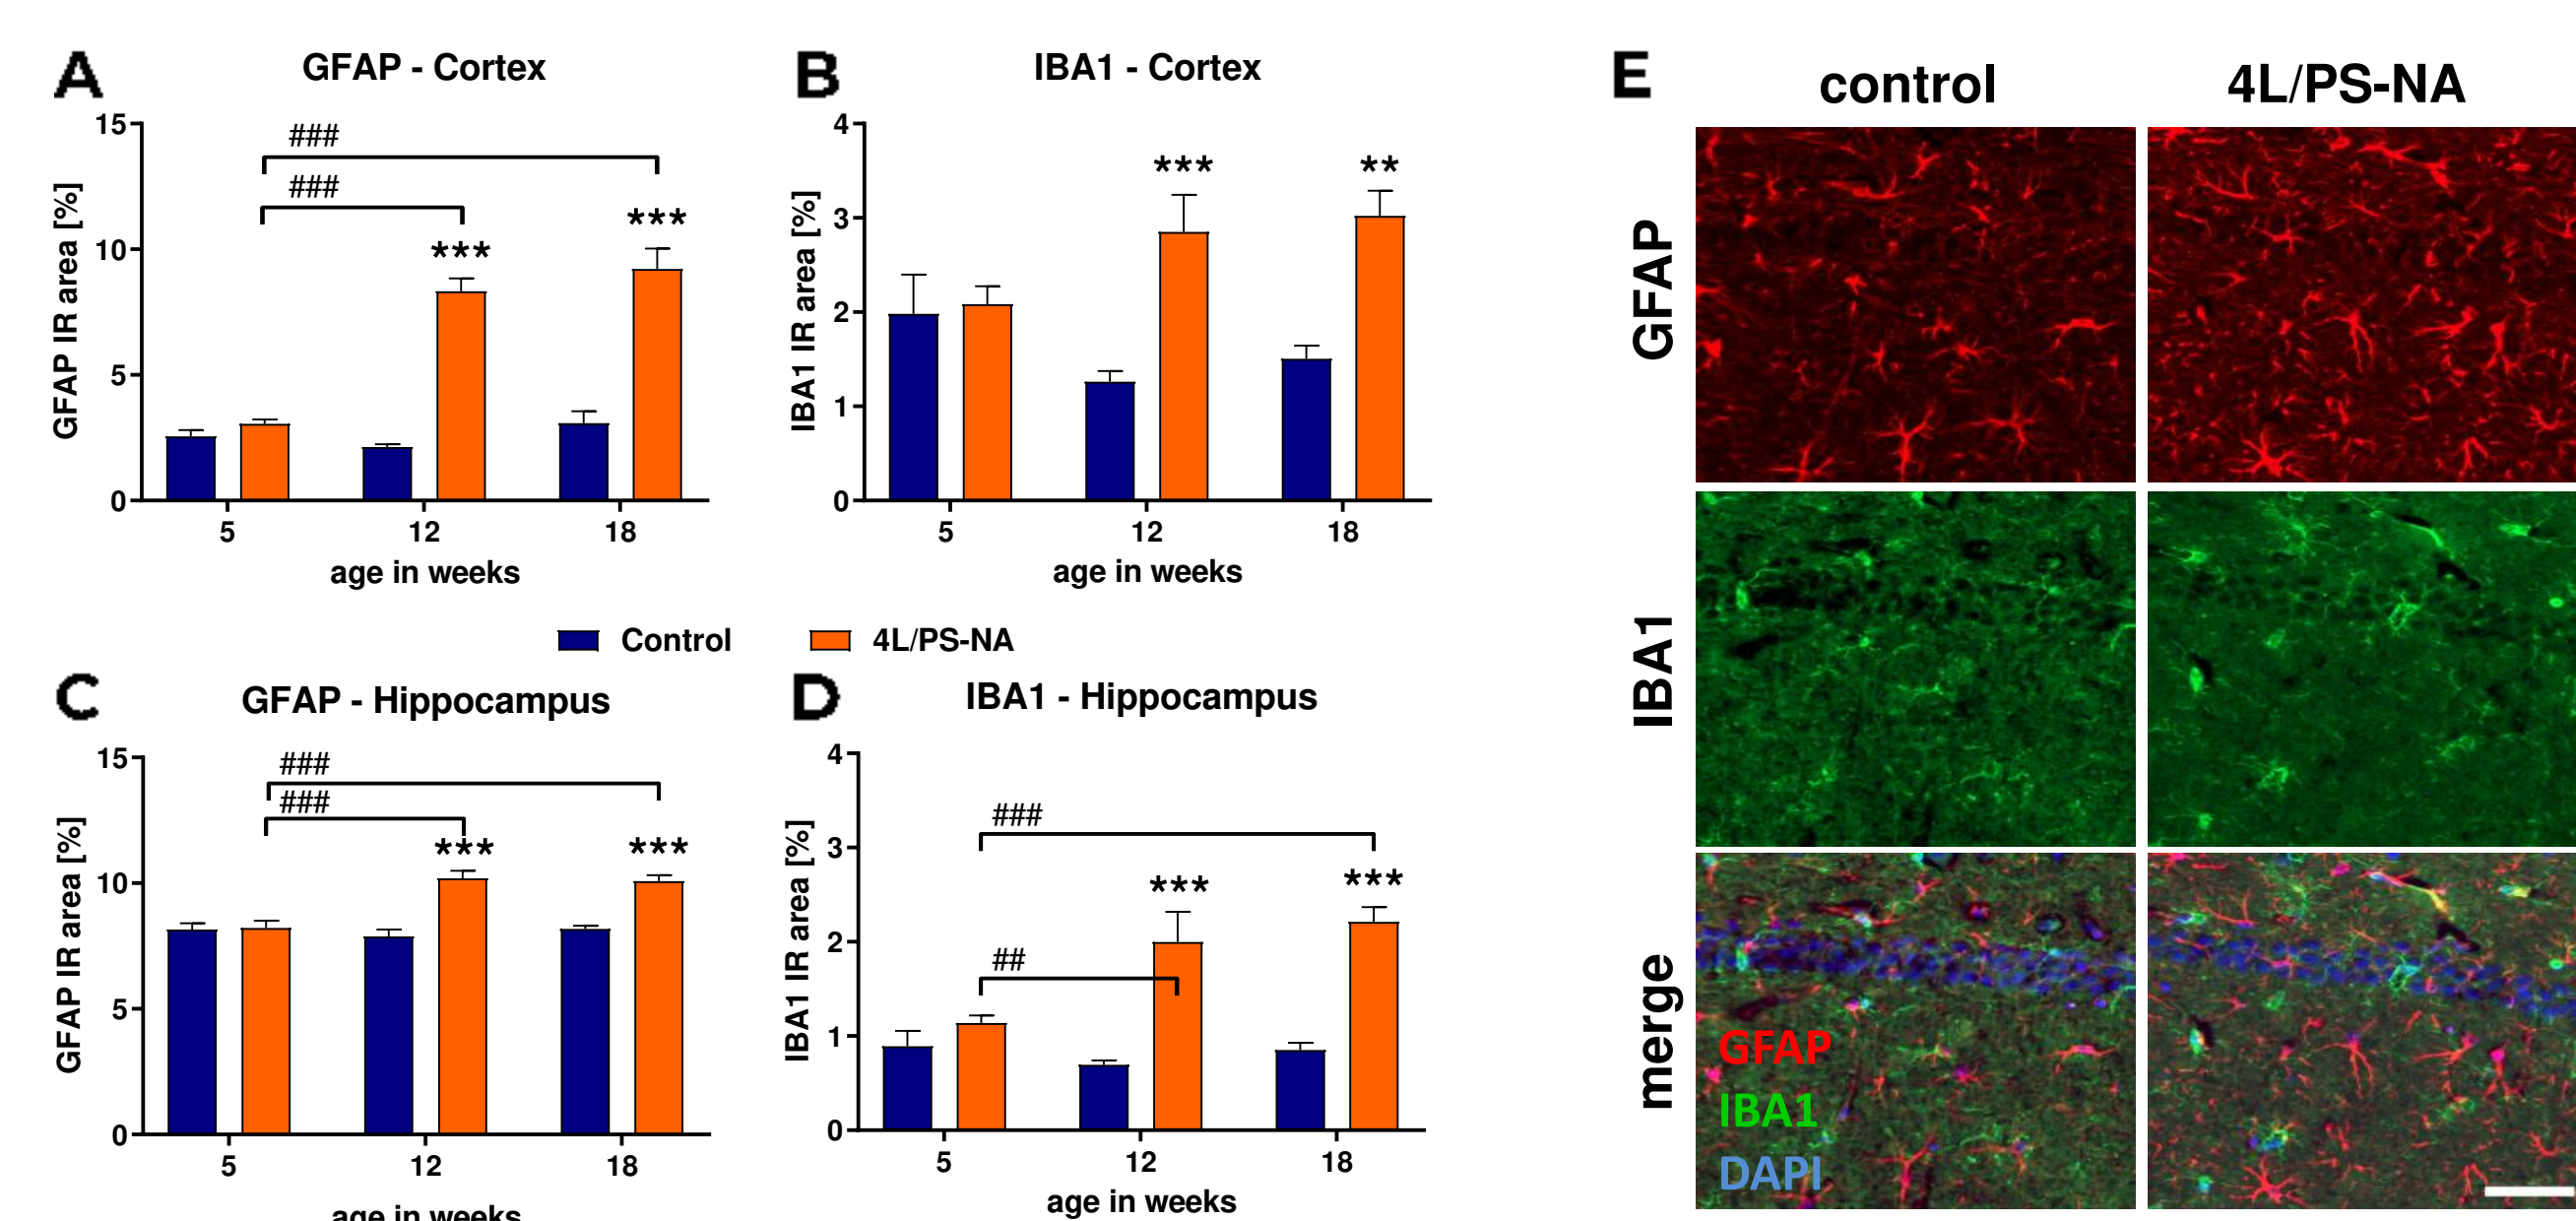 A
GFAP - Cortex
GFAP IR area [%]
15
10
5
0
###
###
***
***
5 12 18
age in weeks
B
IBA1 - Cortex
IBA1 IR area [%]
4
3
2
1
0
***
**
5 12 18
age in weeks
Control 4L/PS-NA
C
GFAP - Hippocampus
GFAP IR area [%]
15
10
5
0
###
###
***
***
5 12 18
age in weeks
D
IBA1 - Hippocampus
IBA1 IR area [%]
4
3
2
1
0
###
##
***
***
5 12 18
age in weeks
E
control 4L/PS-NA
GFAP
IBA1
merge
GFAP
IBA1
DAPI